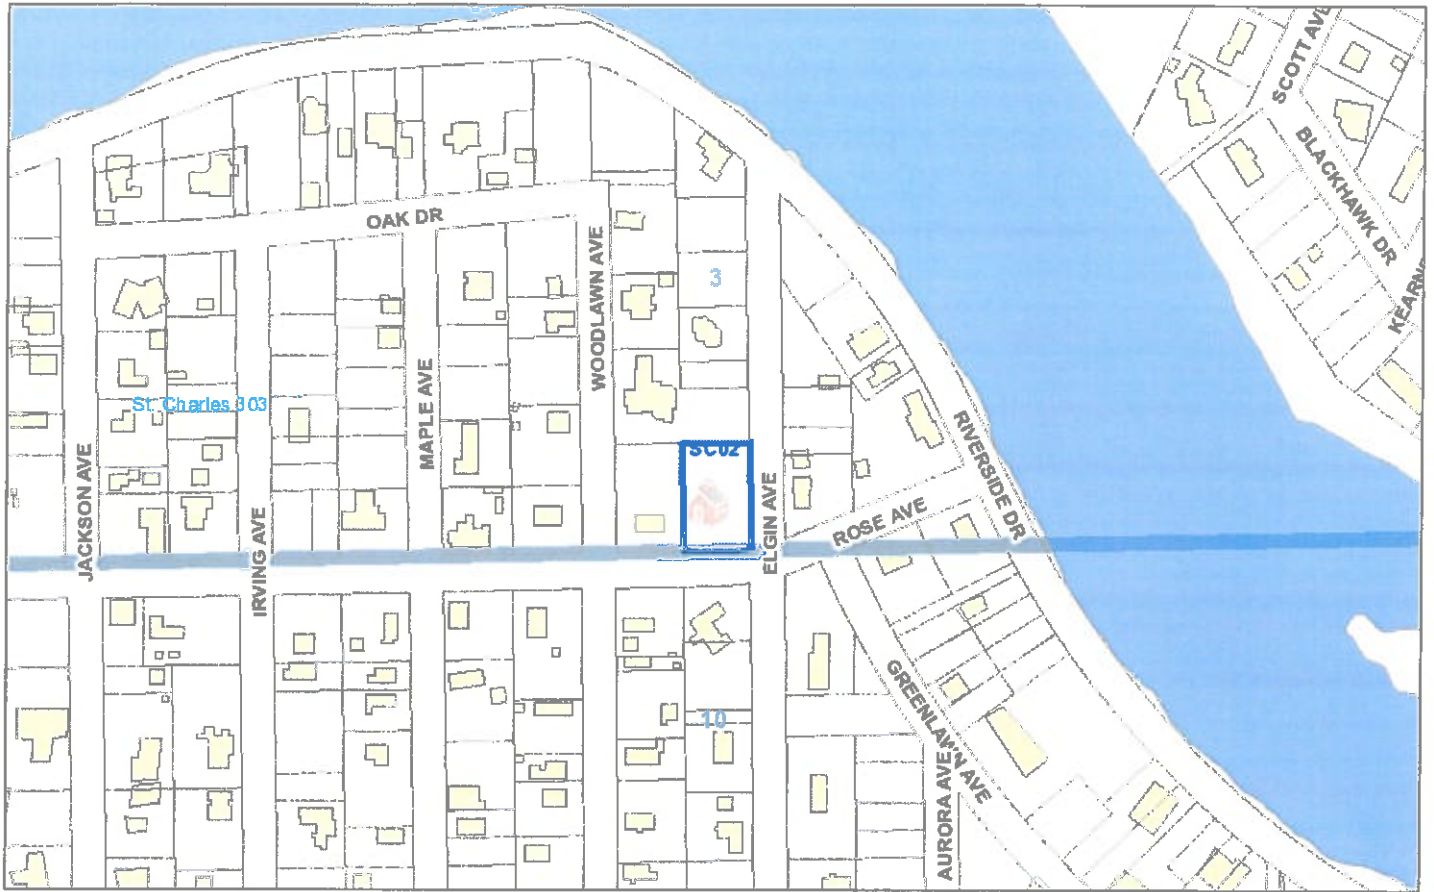 SCOTT AVE
BLACKHAWK DR
OAK DR
WOODLAWN AVE
3
MAPLE AVE
St. Charles 303
SC02
RIVERSIDE DR
JACKSON AVE
IRVING AVE
ELGIN AVE
ROSE AVE
GREENLAWN AVE
10
AURORA AVE